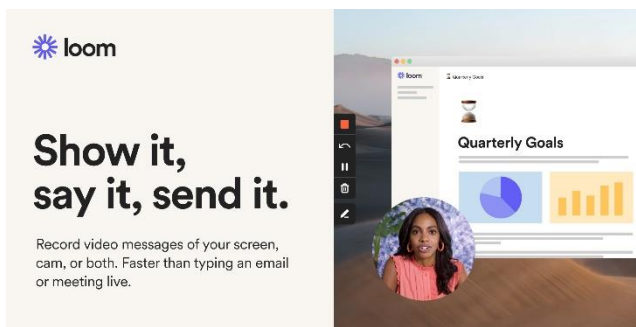 loom
Show it,
say it, send it.
Record video messages of your screen,
cam, or both. Faster than typing an email
or meeting live.
loom
Quarterly Goals
Quarterly Goals